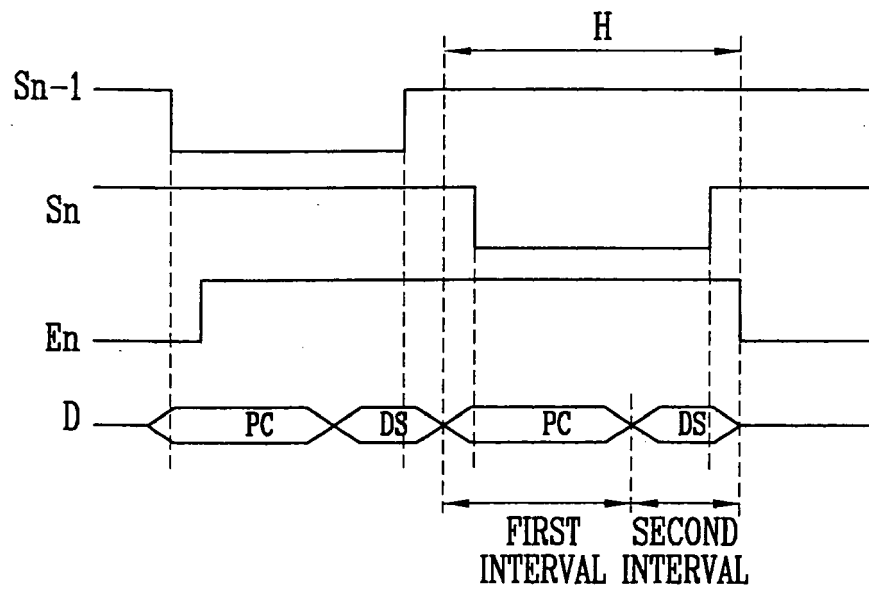 H
Sn-1
Sn
En
D
PC
DS
PC
DS
FIRST INTERVAL
SECOND INTERVAL